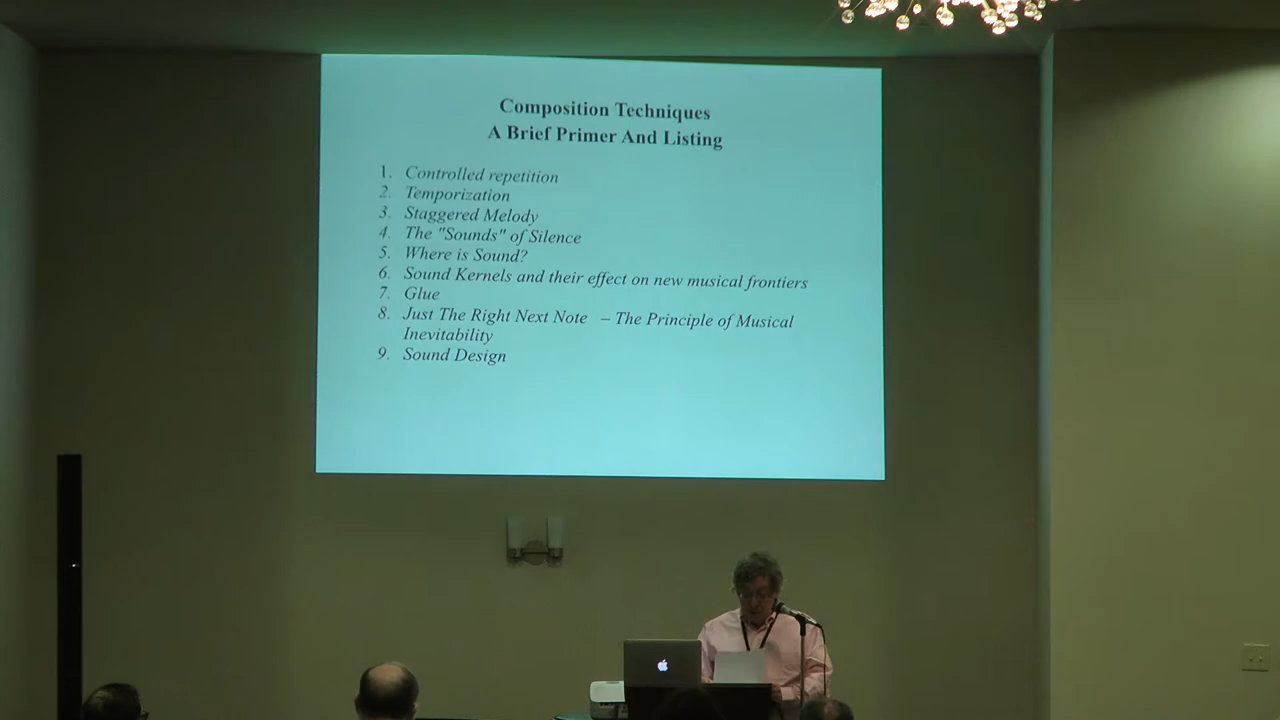 Composition Techniques
A Brief Primer And Listing
1. Controlled repetition
2. Temporization
3. Staggered Melody
4. The "Sounds" of Silence
5. Where is Sound?
6. Sound Kernels and their effect on new musical frontiers
7. Glue
8. Just The Right Next Note – The Principle of Musical
Inevitability
9. Sound Design